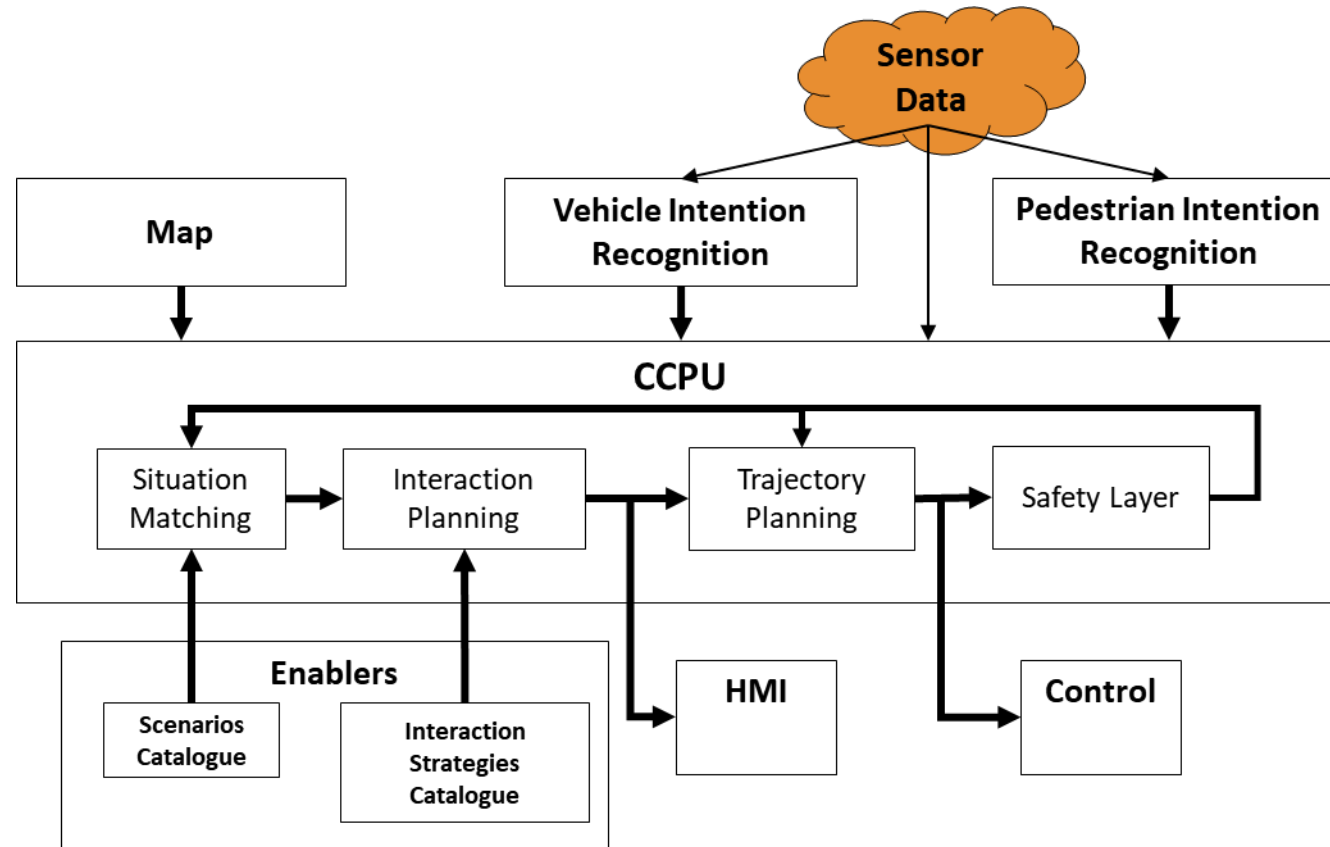 Sensor
Data
Map
Vehicle Intention
Recognition
Pedestrian Intention
Recognition
CCPU
Situation
Matching
Interaction
Planning
Trajectory
Planning
Safety Layer
Enablers
Scenarios
Catalogue
Interaction
Strategies
Catalogue
HMI
Control